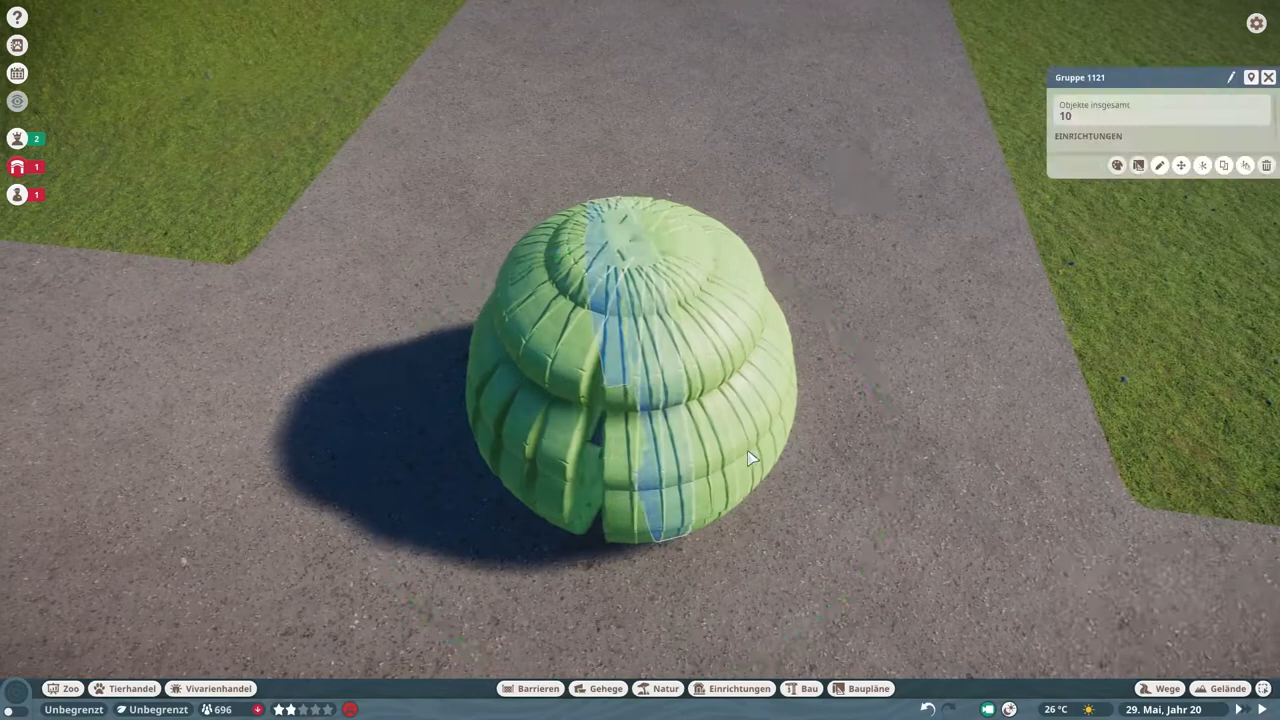 ?
2
1
1
Gruppe 1121
Objekte insgesamt
10
EINRICHTUNGEN
Zoo
Tierhandel
Vivarienhandel
Barrieren
Gehege
Natur
Einrichtungen
Bau
Baupläne
Wege
Gelände
Unbegrenzt
Unbegrenzt
696
26 °C
29. Mai, Jahr 20